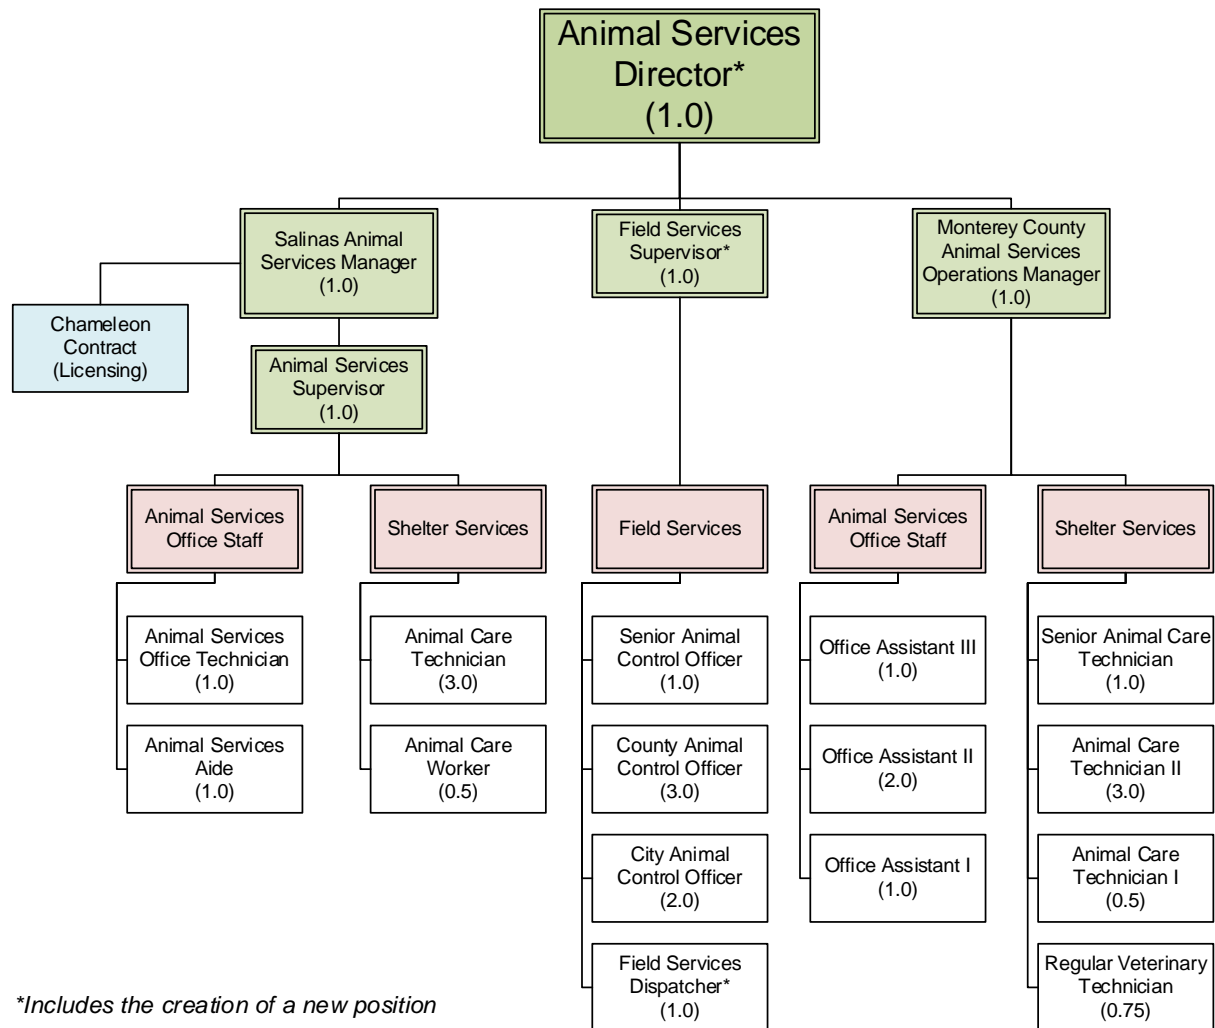 Animal Services
Director*
(1.0)
Salinas Animal
Services Manager
(1.0)
Field Services
Supervisor*
(1.0)
Monterey County
Animal Services
Operations Manager
(1.0)
Chameleon
Contract
(Licensing)
Animal Services
Supervisor
(1.0)
Animal Services
Office Staff
Shelter Services
Field Services
Animal Services
Office Staff
Shelter Services
Animal Services
Office Technician
(1.0)
Animal Services
Aide
(1.0)
Animal Care
Technician
(3.0)
Animal Care
Worker
(0.5)
Senior Animal
Control Officer
(1.0)
County Animal
Control Officer
(3.0)
City Animal
Control Officer
(2.0)
Field Services
Dispatcher*
(1.0)
Office Assistant III
(1.0)
Office Assistant II
(2.0)
Office Assistant I
(1.0)
Senior Animal Care
Technician
(1.0)
Animal Care
Technician II
(3.0)
Animal Care
Technician I
(0.5)
Regular Veterinary
Technician
(0.75)
*Includes the creation of a new position